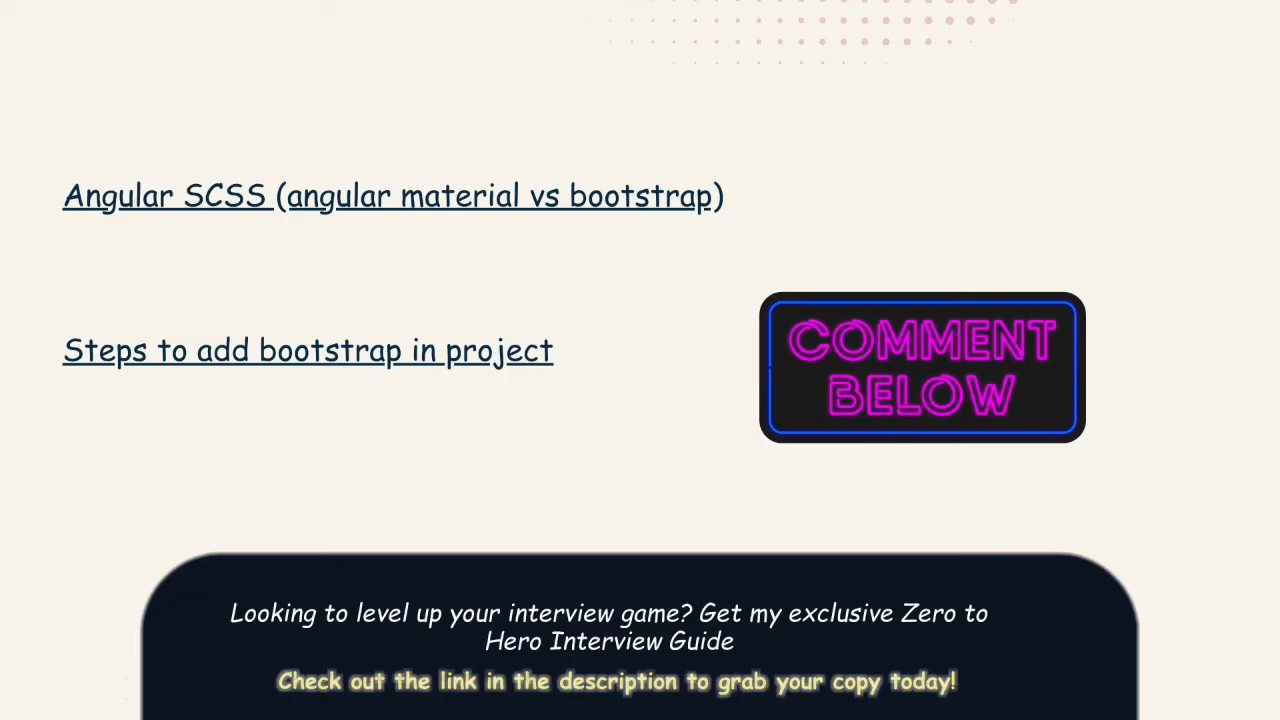 Angular SCSS (angular material vs bootstrap)
Steps to add bootstrap in project
COMMENT
BELOW
Looking to level up your interview game? Get my exclusive Zero to
Hero Interview Guide
Check out the link in the description to grab your copy today!